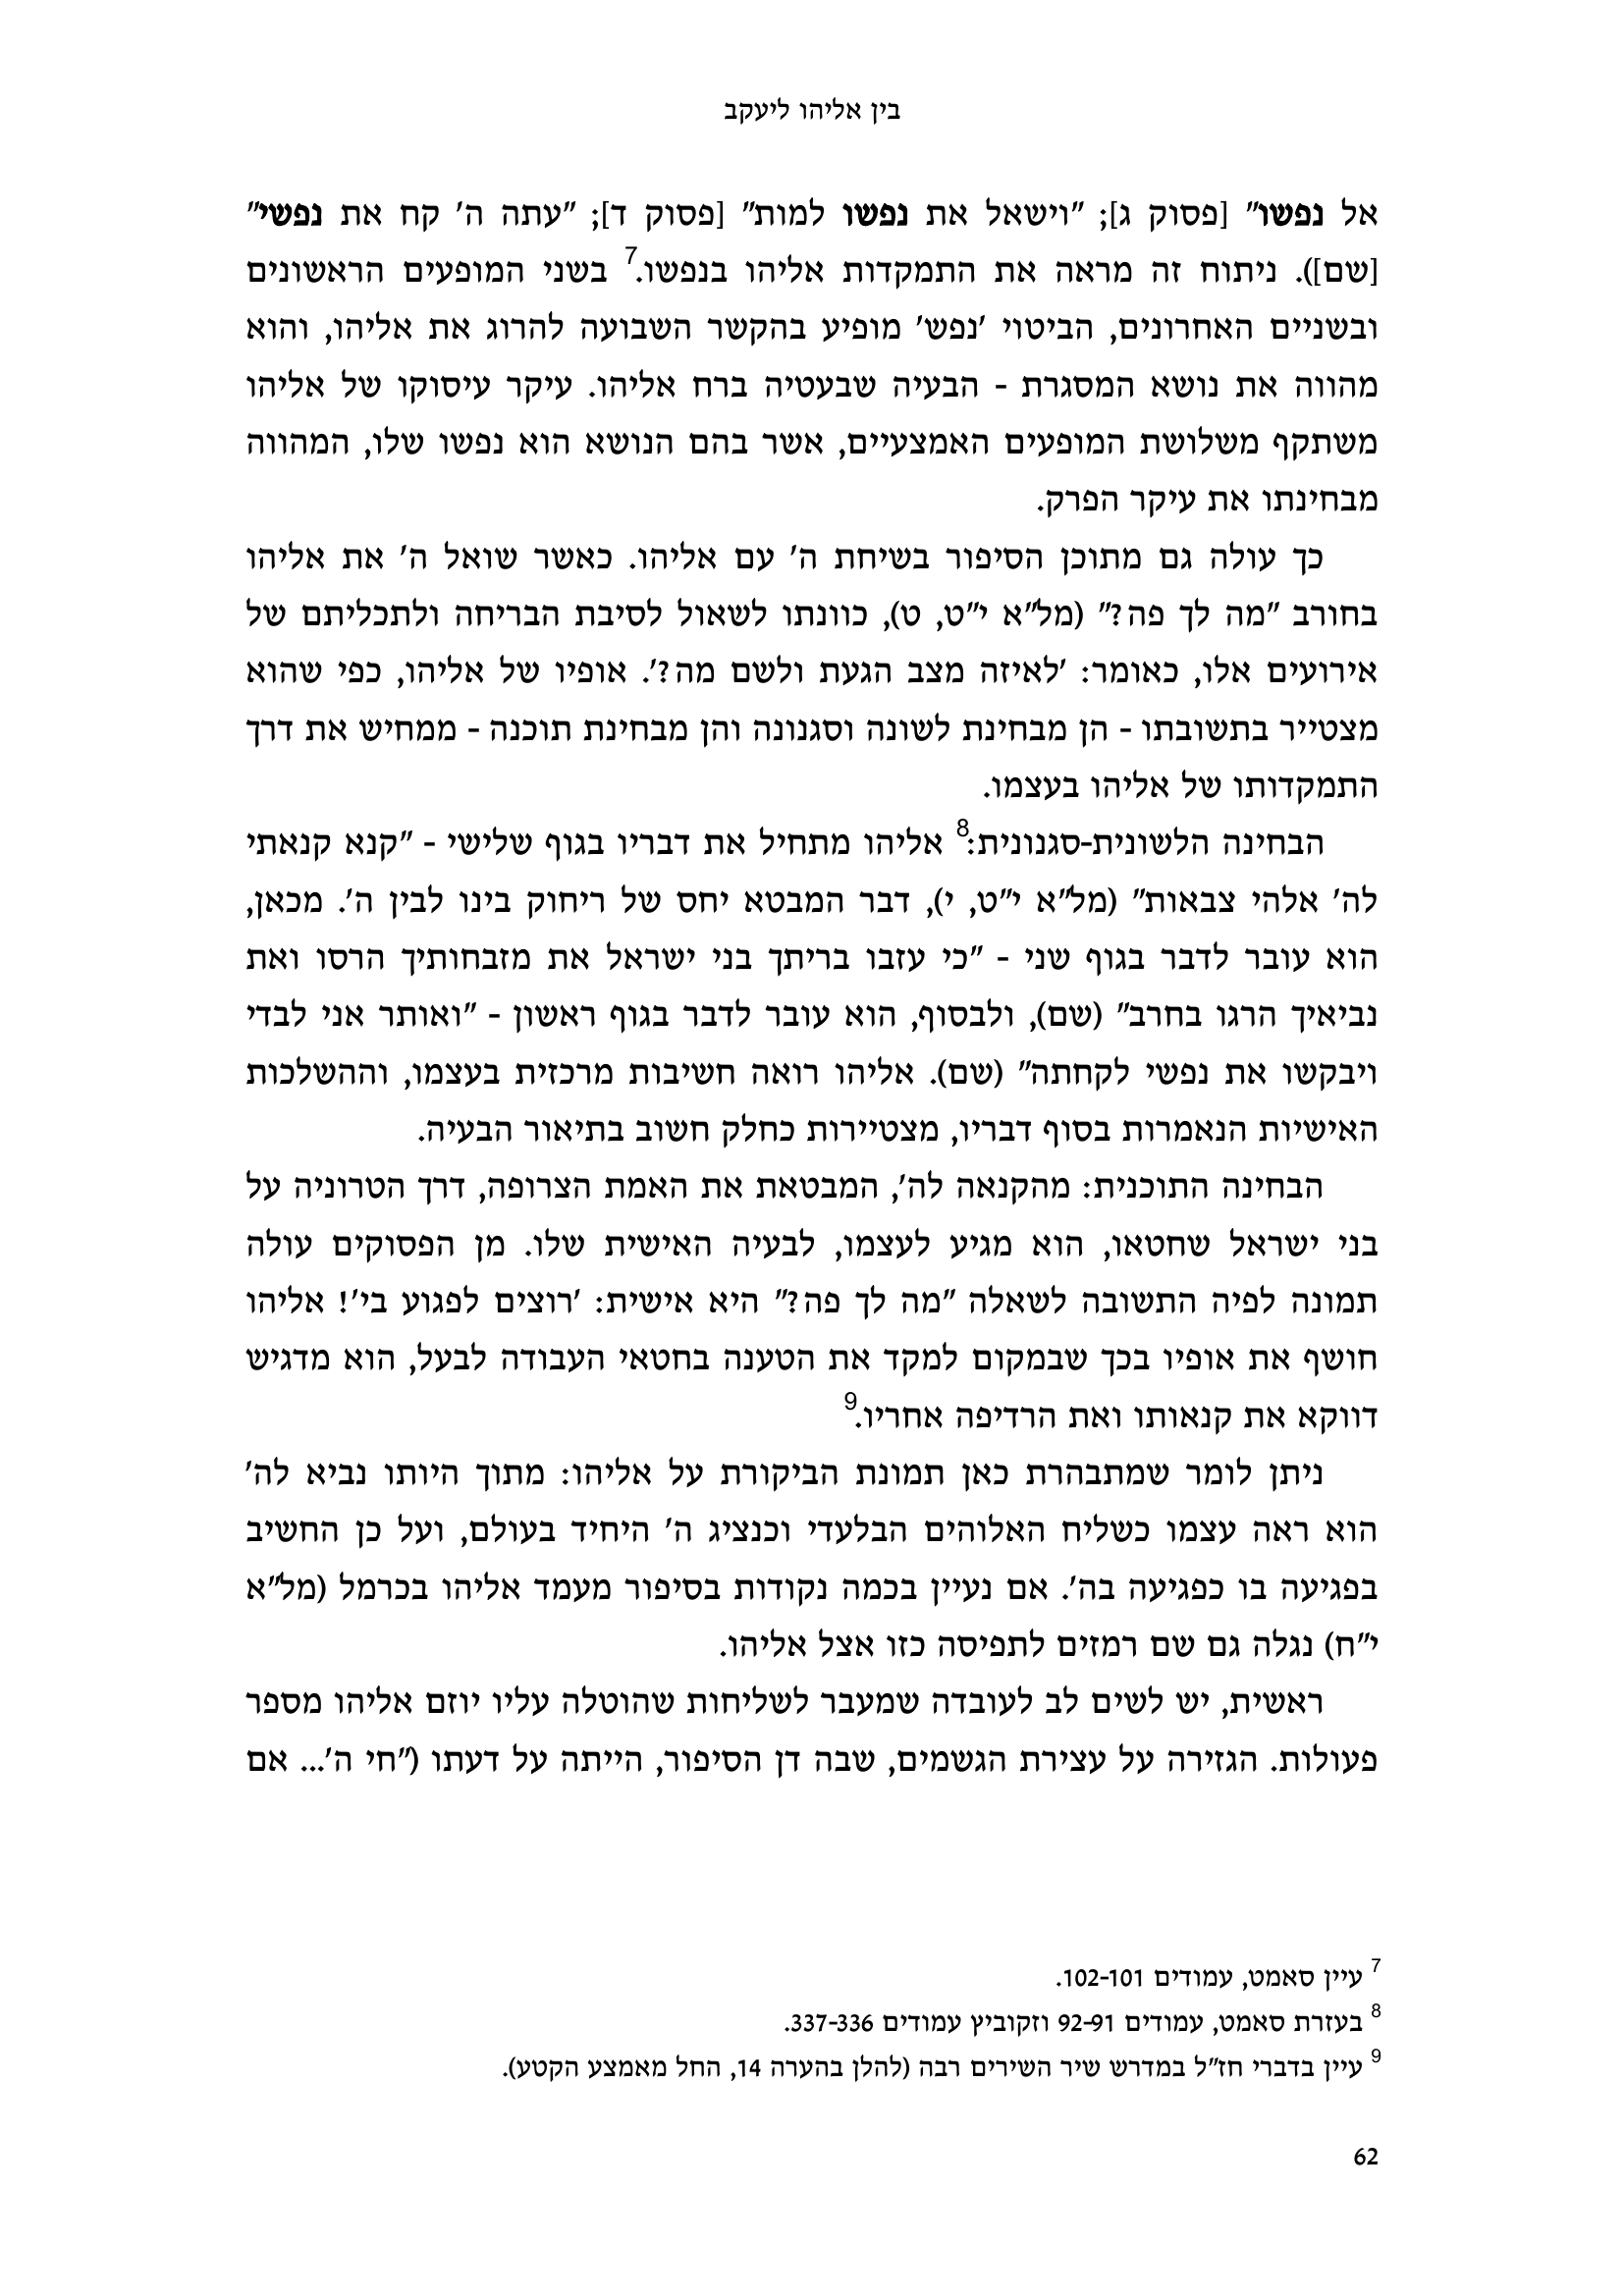 בין אליהו ליעקב
אל נפשו" [פסוק ג]; "וישאל את נפשו למות" [פסוק ד]; "עתה ה' קח את נפשי"
[שם]). ניתוח זה מראה את התמקדות אליהו בנפשו.7 בשני המופעים הראשונים
ובשניים האחרונים, הביטוי 'נפש' מופיע בהקשר השבועה להרוג את אליהו, והוא
מהווה את נושא המסגרת - הבעיה שבעטיה ברח אליהו. עיקר עיסוקו של אליהו
משתקף משלושת המופעים האמצעיים, אשר בהם הנושא הוא נפשו שלו, המהווה
מבחינתו את עיקר הפרק.
כך עולה גם מתוכן הסיפור בשיחת ה' עם אליהו. כאשר שואל ה' את אליהו
בחורב "מה לך פה?" (מל"א י"ט, ט), כוונתו לשאול לסיבת הבריחה ולתכליתם של
אירועים אלו, כאומר: 'לאיזה מצב הגעת ולשם מה?'. אופיו של אליהו, כפי שהוא
מצטייר בתשובתו - הן מבחינת לשונה וסגנונה והן מבחינת תוכנה - ממחיש את דרך
התמקדותו של אליהו בעצמו.
הבחינה הלשונית-סגנונית:8 אליהו מתחיל את דבריו בגוף שלישי - "קנא קנאתי
לה' אלהי צבאות" (מל"א י"ט, י), דבר המבטא יחס של ריחוק בינו לבין ה'. מכאן,
הוא עובר לדבר בגוף שני - "כי עזבו בריתך בני ישראל את מזבחותיך הרסו ואת
נביאיך הרגו בחרב" (שם), ולבסוף, הוא עובר לדבר בגוף ראשון - "ואותר אני לבדי
ויבקשו את נפשי לקחתה" (שם). אליהו רואה חשיבות מרכזית בעצמו, וההשלכות
האישיות הנאמרות בסוף דבריו, מצטיירות כחלק חשוב בתיאור הבעיה.
הבחינה התוכנית: מהקנאה לה', המבטאת את האמת הצרופה, דרך הטרוניה על
בני ישראל שחטאו, הוא מגיע לעצמו, לבעיה האישית שלו. מן הפסוקים עולה
תמונה לפיה התשובה לשאלה "מה לך פה?" היא אישית: 'רוצים לפגוע בי'! אליהו
חושף את אופיו בכך שבמקום למקד את הטענה בחטאי העבודה לבעל, הוא מדגיש
דווקא את קנאותו ואת הרדיפה אחריו.9
ניתן לומר שמתבהרת כאן תמונת הביקורת על אליהו: מתוך היותו נביא לה'
הוא ראה עצמו כשליח האלוהים הבלעדי וכנציג ה' היחיד בעולם, ועל כן החשיב
בפגיעה בו כפגיעה בה'. אם נעיין בכמה נקודות בסיפור מעמד אליהו בכרמל (מל"א
י"ח) נגלה גם שם רמזים לתפיסה כזו אצל אליהו.
ראשית, יש לשים לב לעובדה שמעבר לשליחות שהוטלה עליו יוזם אליהו מספר
פעולות. הגזירה על עצירת הגשמים, שבה דן הסיפור, הייתה על דעתו ("חי ה'... אם
7 עיין סאמט, עמודים 102-101.
8 בעזרת סאמט, עמודים 92-91 וזקוביץ עמודים 337-336.
9 עיין בדברי חז"ל במדרש שיר השירים רבה (להלן בהערה 14, החל מאמצע הקטע).
62